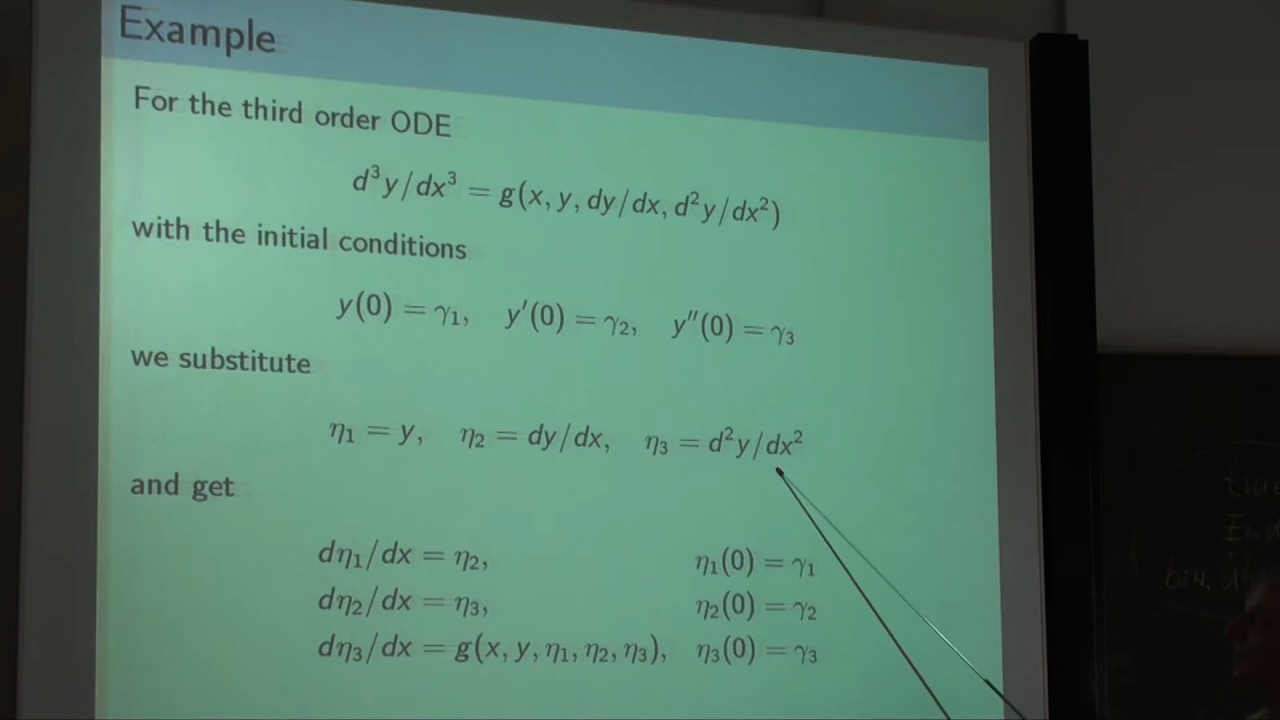 Example
For the third order ODE
d³y/dx³ = g(x, y, dy/dx, d²y/dx²)
with the initial conditions
y(0) = γ₁, y′(0) = γ₂, y″(0) = γ₃
we substitute
η₁ = y, η₂ = dy/dx, η₃ = d²y/dx²
and get
dη₁/dx = η₂, η₁(0) = γ₁
dη₂/dx = η₃, η₂(0) = γ₂
dη₃/dx = g(x, y, η₁, η₂, η₃), η₃(0) = γ₃